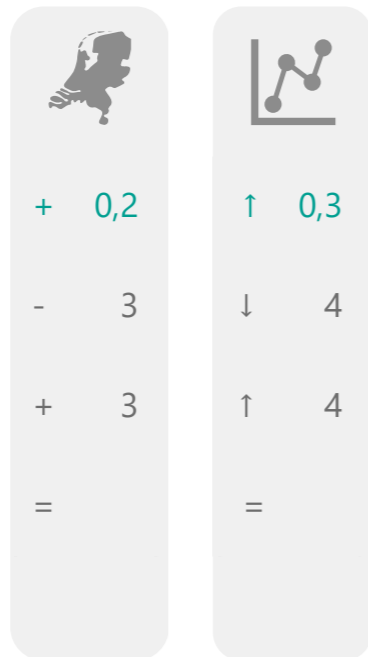 + 0,2 ↑ 0,3
- 3 ↓ 4
+ 3 ↑ 4
= =